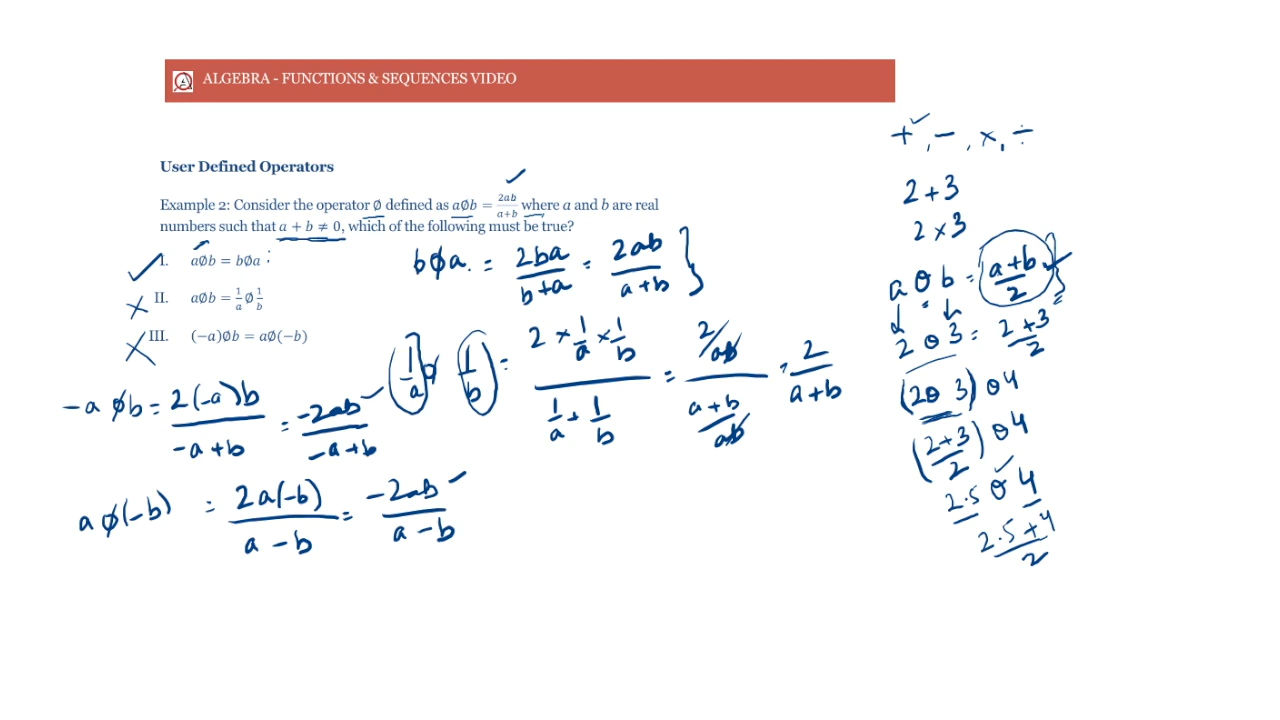 ALGEBRA - FUNCTIONS & SEQUENCES VIDEO
+, -, ×, ÷
User Defined Operators
2 + 3
Example 2: Consider the operator ∅ defined as a∅b = 2ab/(a+b) where a and b are real
numbers such that a + b ≠ 0, which of the following must be true?
2 × 3
I. a∅b = b∅a
b∅a = 2ba/(b+a) = 2ab/(a+b)
II. a∅b = 1/a ∅ 1/b
III. (−a)∅b = a∅(−b)
(1/a) ∅ (1/b) = (2 × 1/a × 1/b)/(1/a + 1/b) = (2/ab)/((a+b)/ab) = 2/(a+b)
-a ∅ b = 2(-a)b/(-a+b) = -2ab/(-a+b)
a ∅ (-b) = 2a(-b)/(a-b) = -2ab/(a-b)
a θ b = (a+b)/2
2 θ 3 = (2+3)/2
(2 θ 3) θ 4
((2+3)/2) θ 4
2.5 θ 4
(2.5+4)/2